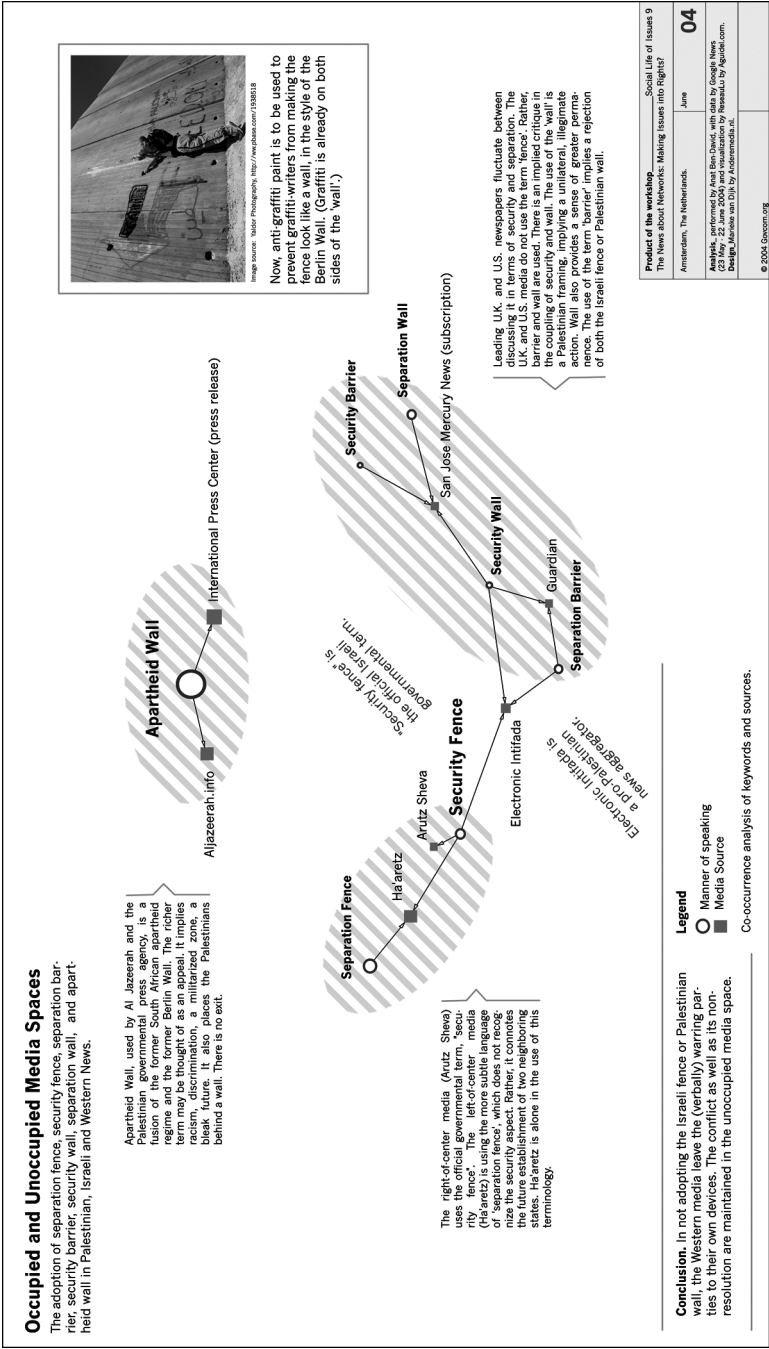 Occupied and Unoccupied Media Spaces
The adoption of separation fence, security fence, separation bar-
rier, security barrier, security wall, separation wall, and apart-
heid wall in Palestinian, Israeli and Western News.
Apartheid Wall, used by Al Jazeerah and the
Palestinian governmental press agency, is a
fusion of the former South African apartheid
regime and the former Berlin Wall. The richer
term may be thought of as an appeal. It implies
racism, discrimination, a militarized zone, a
bleak future. It also places the Palestinians
behind a wall. There is no exit.
Apartheid Wall
Aljazeerah.info
International Press Center (press release)
Image source: Yaldor Photography, http://ww.pbase.com/1938518
Now, anti-graffiti paint is to be used to
prevent graffiti-writers from making the
fence look like a wall, in the style of the
Berlin Wall. (Graffiti is already on both
sides of the 'wall'.)
Separation Fence
Ha'aretz
Arutz Sheva
Security Fence
"Security fence" is
the official Israeli
governmental term.
Security Barrier
Separation Wall
San Jose Mercury News (subscription)
Security Wall
Guardian
Separation Barrier
Electronic Intifada
Electronic Intifada is
a pro-Palestinian
news aggregator.
The right-of-center media (Arutz Sheva)
uses the official governmental term, "secu-
rity fence". The left-of-center media
(Ha'aretz) is using the more subtle language
of 'separation fence', which does not recog-
nize the security aspect. Rather, it connotes
the future establishment of two neighboring
states. Ha'aretz is alone in the use of this
terminology.
Leading U.K. and U.S. newspapers fluctuate between
discussing it in terms of security and separation. The
U.K. and U.S. media do not use the term 'fence'. Rather,
barrier and wall are used. There is an implied critique in
the coupling of security and wall. The use of the 'wall' is
a Palestinian framing, implying a unilateral, illegimate
action. Wall also provides a sense of greater perma-
nence. The use of the term 'barrier' implies a rejection
of both the Israeli fence or Palestinian wall.
Conclusion. In not adopting the Israeli fence or Palestinian
wall, the Western media leave the (verbally) warring par-
ties to their own devices. The conflict as well as its non-
resolution are maintained in the unoccupied media space.
Legend
Manner of speaking
Media Source
Co-occurrence analysis of keywords and sources.
Product of the workshop Social Life of Issues 9
The News about Networks: Making Issues into Rights?
Amsterdam, The Netherlands. June 04
Analysis_ performed by Anat Ben-David, with data by Google News
(23 May - 22 June 2004) and visualization by ReseauLu by Aguidel.com.
Design_Marieke van Dijk by Anderemedia.nl.
© 2004 Govcom.org